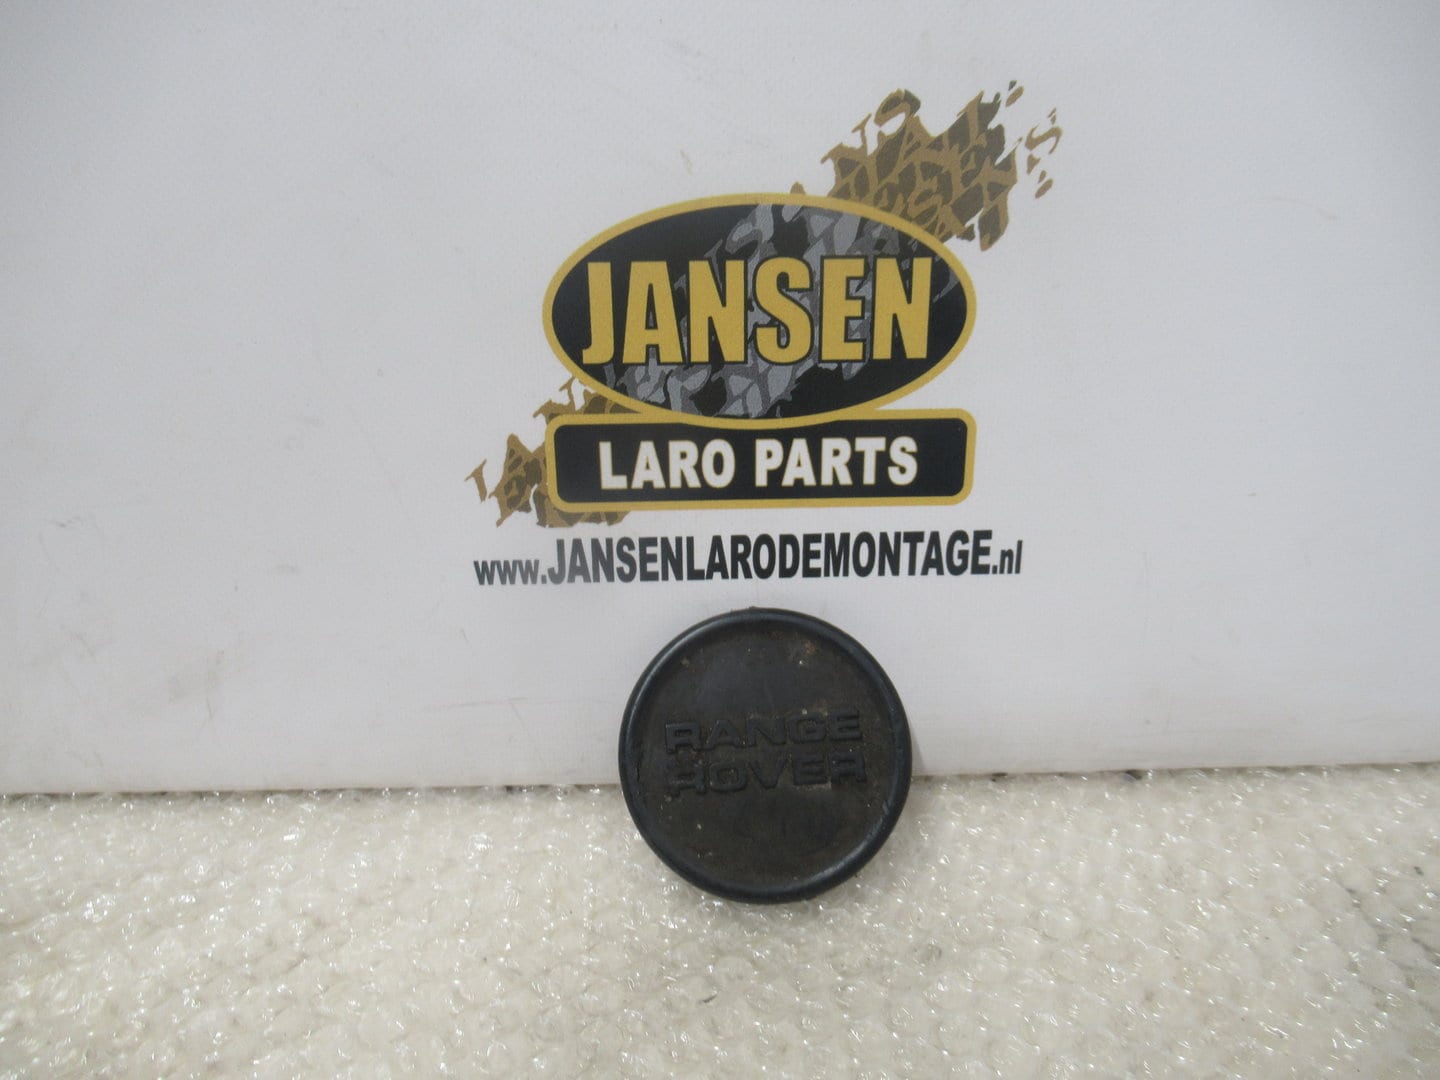 JANSEN
LARO PARTS
www.JANSENLARODEMONTAGE.nl
RANGE
ROVER